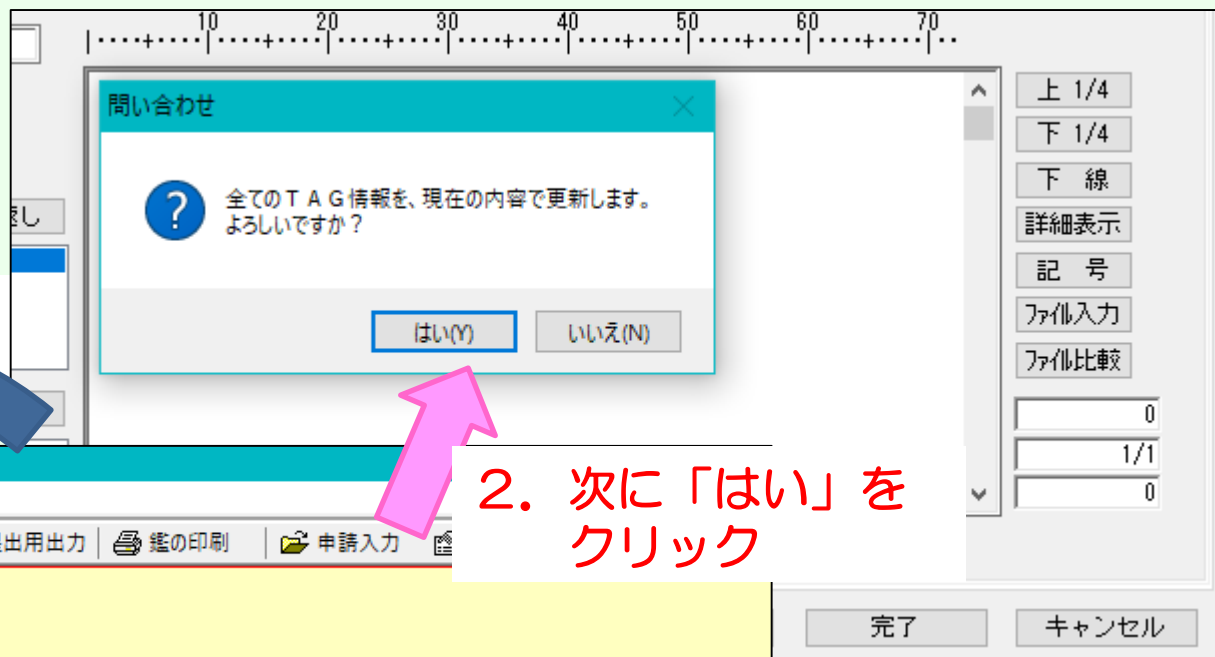 10 20 30 40 50 60 70
|····+····|····+····|····+····|····+····|····+····|····+····|····+····|··
上 1/4
下 1/4
下 線
詳細表示
記 号
ファイル入力
ファイル比較
0
1/1
0
問い合わせ
全てのＴＡＧ情報を、現在の内容で更新します。
よろしいですか？
はい(Y) いいえ(N)
2．次に「はい」を
クリック
出用出力 鑑の印刷 申請入力
完了 キャンセル